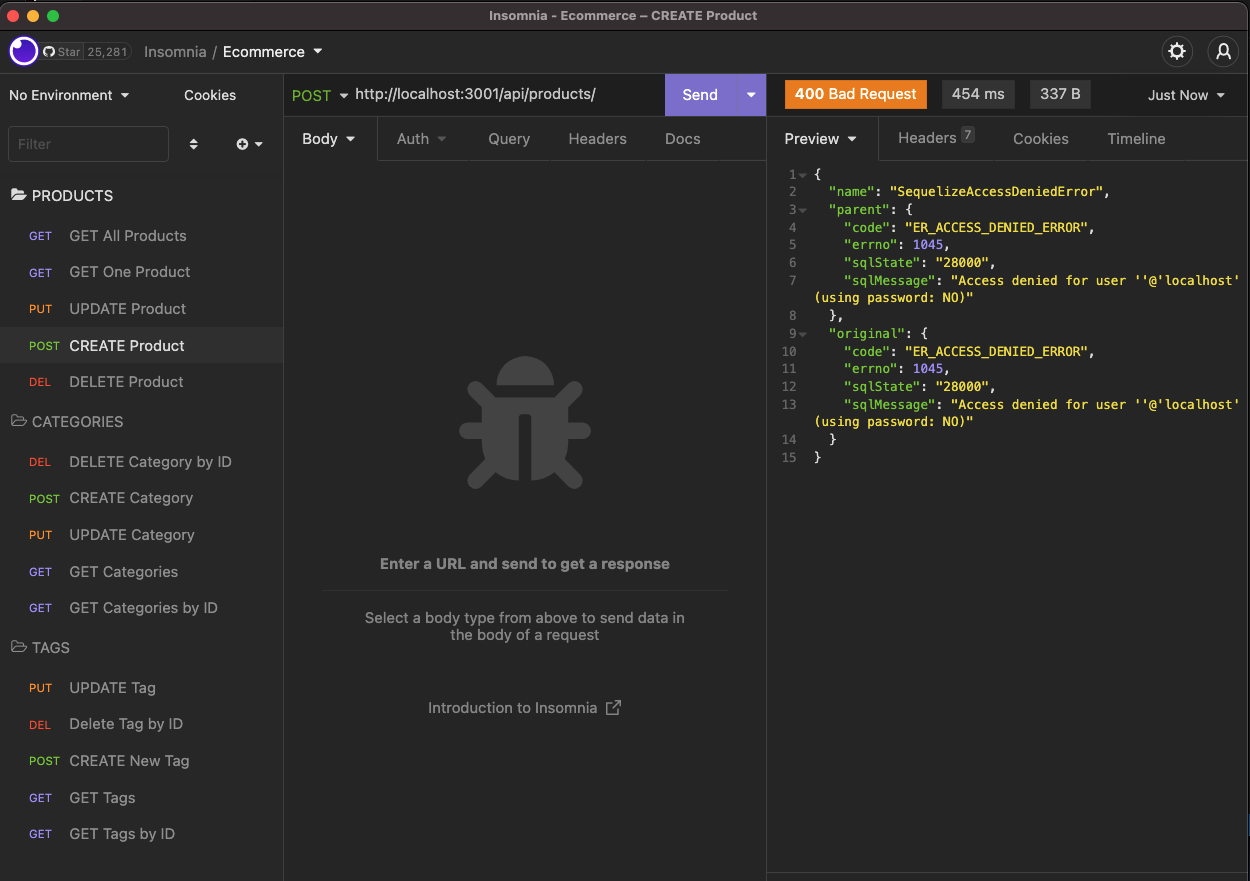 Insomnia - Ecommerce – CREATE Product
Star 25,281
Insomnia / Ecommerce
No Environment
Cookies
Filter
PRODUCTS
GET GET All Products
GET GET One Product
PUT UPDATE Product
POST CREATE Product
DEL DELETE Product
CATEGORIES
DEL DELETE Category by ID
POST CREATE Category
PUT UPDATE Category
GET GET Categories
GET GET Categories by ID
TAGS
PUT UPDATE Tag
DEL Delete Tag by ID
POST CREATE New Tag
GET GET Tags
GET GET Tags by ID
POST http://localhost:3001/api/products/ Send
Body Auth Query Headers Docs
Enter a URL and send to get a response
Select a body type from above to send data in
the body of a request
Introduction to Insomnia
400 Bad Request 454 ms 337 B Just Now
Preview Headers 7 Cookies Timeline
1 {
2 "name": "SequelizeAccessDeniedError",
3 "parent": {
4 "code": "ER_ACCESS_DENIED_ERROR",
5 "errno": 1045,
6 "sqlState": "28000",
7 "sqlMessage": "Access denied for user ''@'localhost'
(using password: NO)"
8 },
9 "original": {
10 "code": "ER_ACCESS_DENIED_ERROR",
11 "errno": 1045,
12 "sqlState": "28000",
13 "sqlMessage": "Access denied for user ''@'localhost'
(using password: NO)"
14 }
15 }